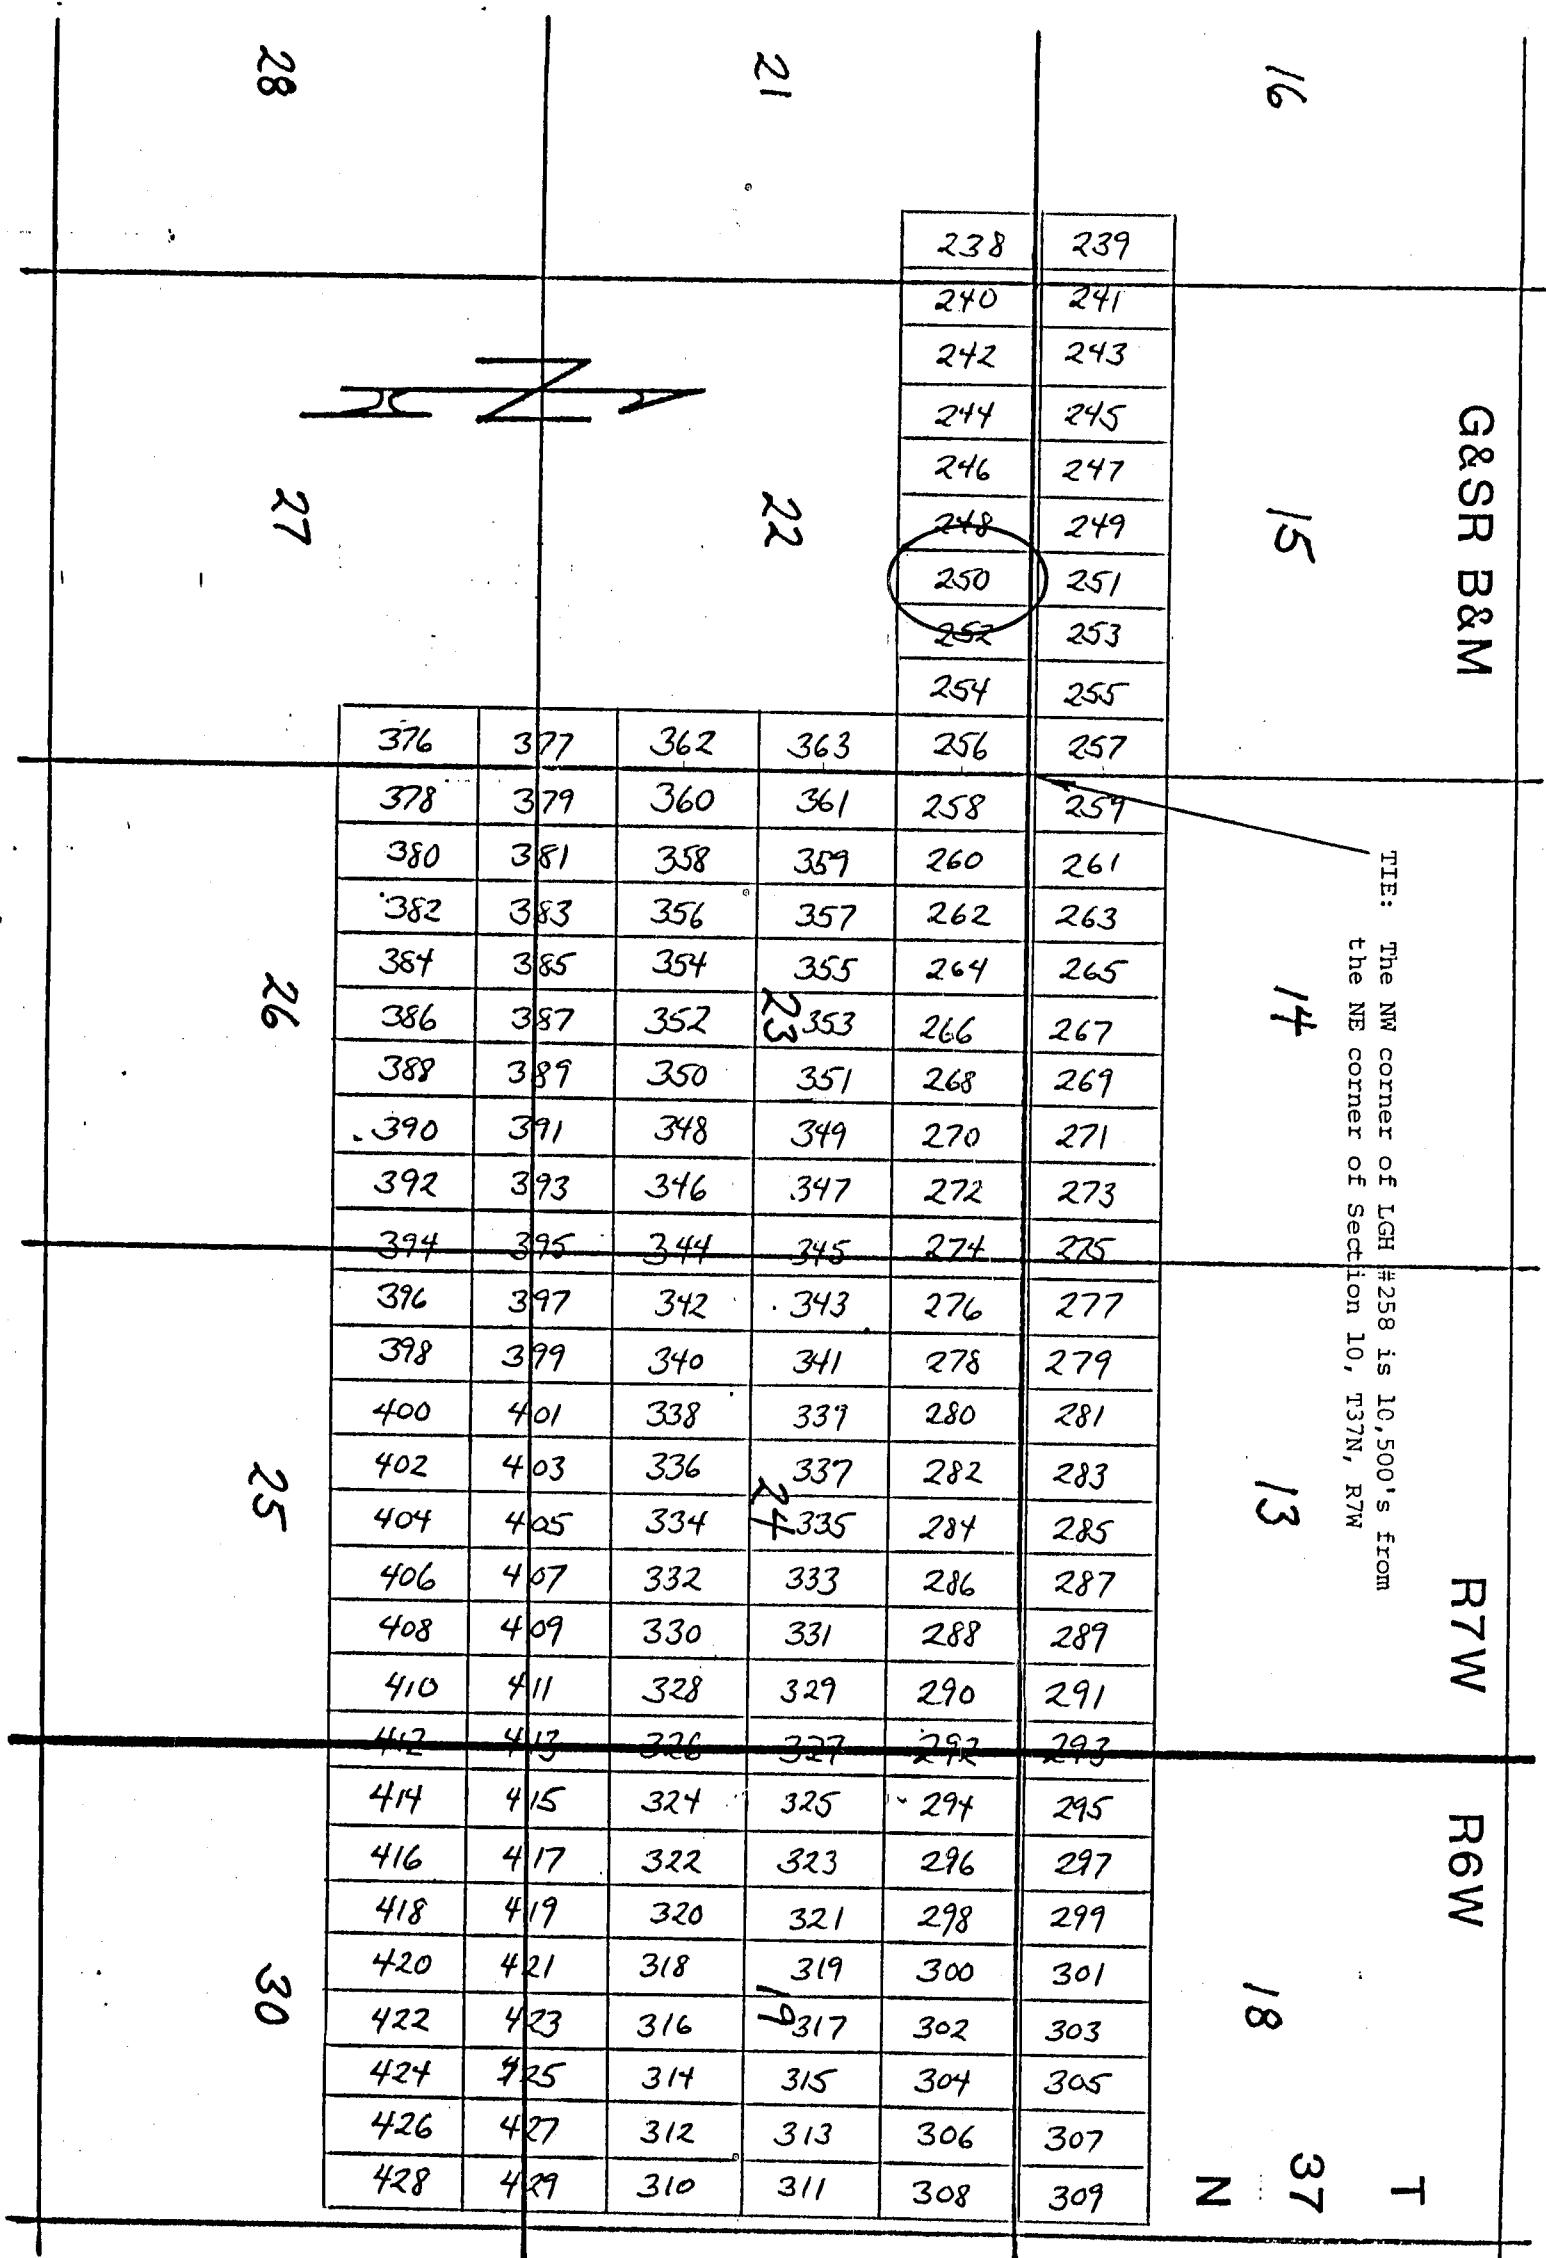 G&SR B&M
R7W
R6W
T
37
N
16
15
14
13
18
21
22
23
24
19
28
27
26
25
30
N
TIE: The NW corner of LGH #258 is 10,500's from
the NE corner of Section 10, T37N, R7W
238 239
240 241
242 243
244 245
246 247
248 249
250 251
252 253
254 255
376 377 362 363 256 257
378 379 360 361 258 259
380 381 358 359 260 261
382 383 356 357 262 263
384 385 354 355 264 265
386 387 352 353 266 267
388 389 350 351 268 269
390 391 348 349 270 271
392 393 346 347 272 273
394 395 344 345 274 275
396 397 342 343 276 277
398 399 340 341 278 279
400 401 338 339 280 281
402 403 336 337 282 283
404 405 334 335 284 285
406 407 332 333 286 287
408 409 330 331 288 289
410 411 328 329 290 291
412 413 326 327 292 293
414 415 324 325 294 295
416 417 322 323 296 297
418 419 320 321 298 299
420 421 318 319 300 301
422 423 316 317 302 303
424 425 314 315 304 305
426 427 312 313 306 307
428 429 310 311 308 309